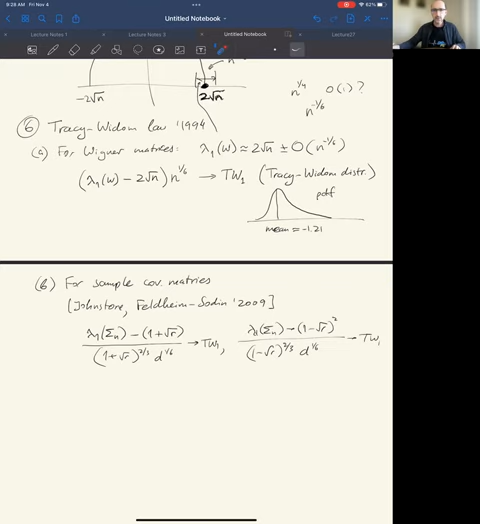 9:28 AM Fri Nov 4
62%
Untitled Notebook
Lecture Notes 1
Lecture Notes 3
Untitled Notebook
Lecture27
-2√n
2√n
n^{1/4} O(1) ?
n^{-1/6}
⑥ Tracy-Widom law '1994
(a) For Wigner matrices: λ₁(W) ≈ 2√n ± O(n^{-1/6})
(λ₁(W) - 2√n) n^{1/6} → TW₁ (Tracy-Widom distr.)
pdf
mean = -1.21
(b) For sample cov. matries
[Johnstone, Feldheim-Sodin '2009]
(λ₁(Σₙ) - (1+√r)) / ((1+√r)^{2/3} d^{1/6}) → TW₁, (λ_d(Σₙ) - (1-√r)²) / ((1-√r)^{2/3} d^{1/6}) → TW₁